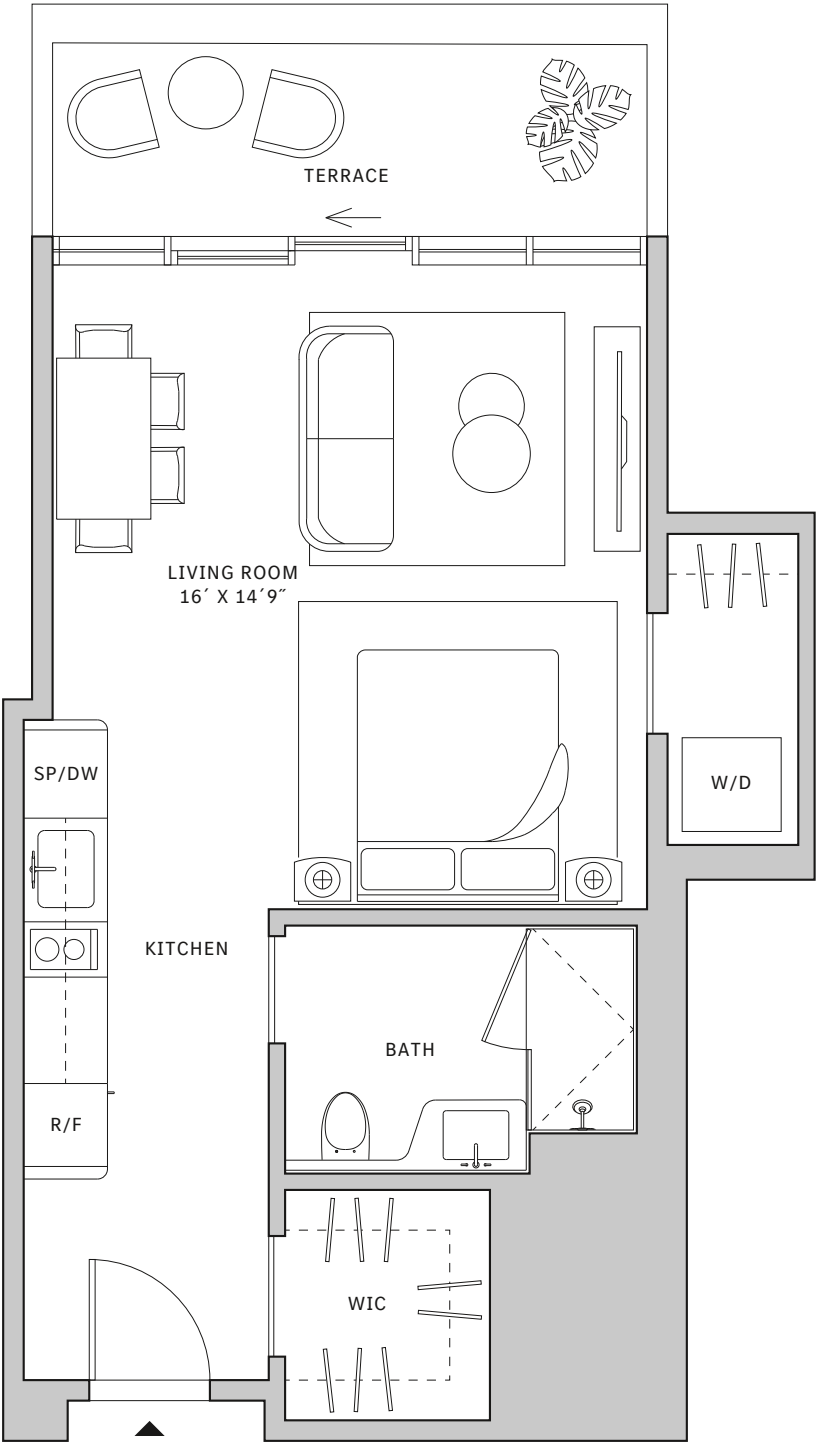 TERRACE
LIVING ROOM
16´ X 14´9˝
SP/DW
W/D
KITCHEN
BATH
R/F
WIC